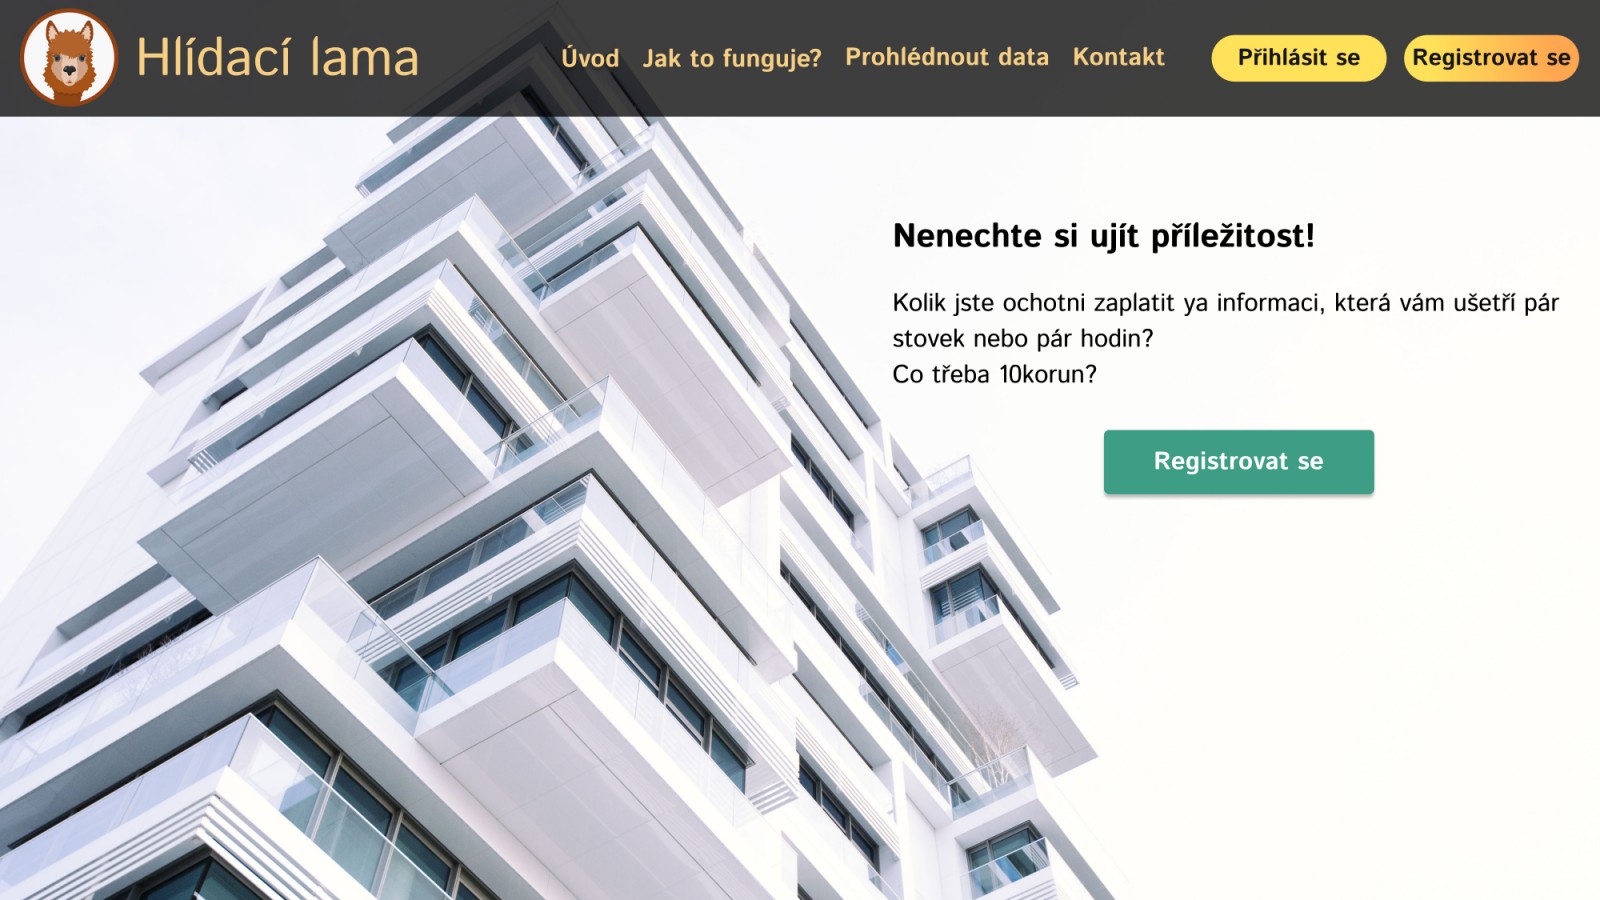 Hlídací lama
Úvod
Jak to funguje?
Prohlédnout data
Kontakt
Přihlásit se
Registrovat se
Nenechte si ujít příležitost!
Kolik jste ochotni zaplatit ya informaci, která vám ušetří pár
stovek nebo pár hodin?
Co třeba 10korun?
Registrovat se